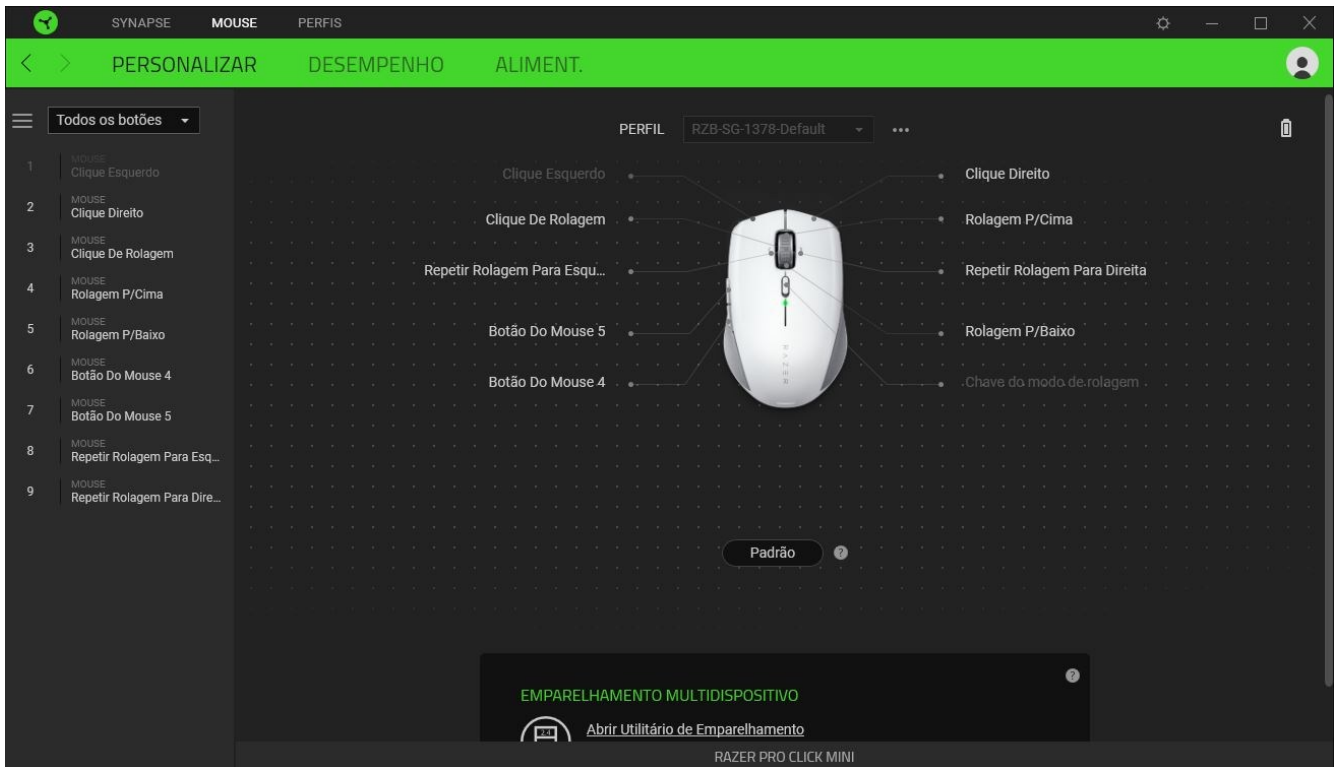 SYNAPSE MOUSE PERFIS
PERSONALIZAR DESEMPENHO ALIMENT.
Todos os botões
PERFIL RZB-SG-1378-Default
1 MOUSE
Clique Esquerdo
2 MOUSE
Clique Direito
3 MOUSE
Clique De Rolagem
4 MOUSE
Rolagem P/Cima
5 MOUSE
Rolagem P/Baixo
6 MOUSE
Botão Do Mouse 4
7 MOUSE
Botão Do Mouse 5
8 MOUSE
Repetir Rolagem Para Esq...
9 MOUSE
Repetir Rolagem Para Dire...
Clique Esquerdo
Clique De Rolagem
Repetir Rolagem Para Esqu...
Botão Do Mouse 5
Botão Do Mouse 4
Clique Direito
Rolagem P/Cima
Repetir Rolagem Para Direita
Rolagem P/Baixo
Chave do modo de rolagem
RAZER
Padrão ?
?
EMPARELHAMENTO MULTIDISPOSITIVO
2.4
Abrir Utilitário de Emparelhamento
RAZER PRO CLICK MINI